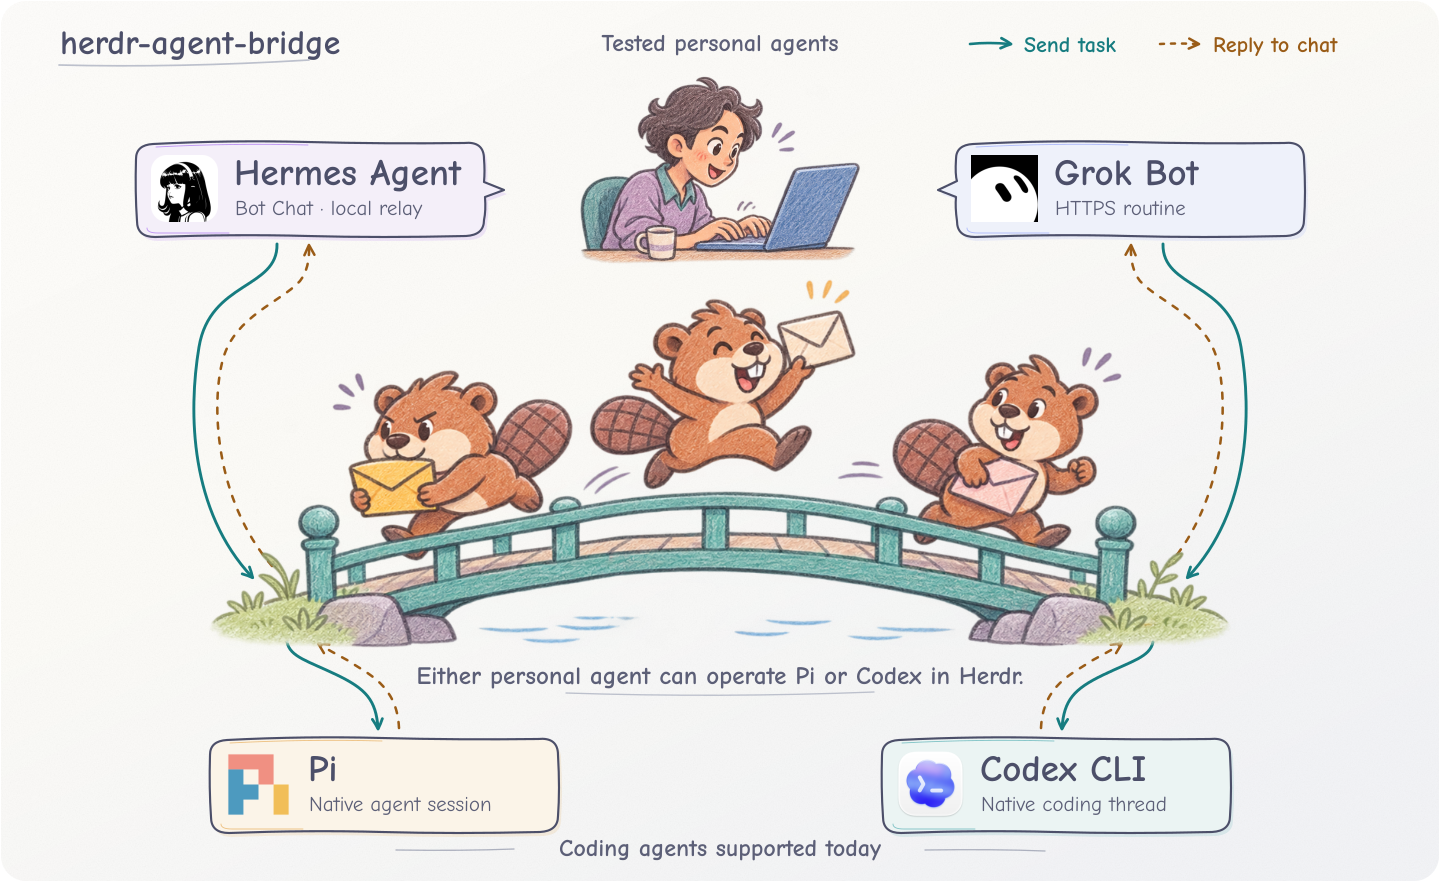 herdr-agent-bridge
Tested personal agents
Send task
Reply to chat
Hermes Agent
Bot Chat · local relay
Grok Bot
HTTPS routine
Either personal agent can operate Pi or Codex in Herdr.
Pi
Native agent session
Codex CLI
Native coding thread
Coding agents supported today